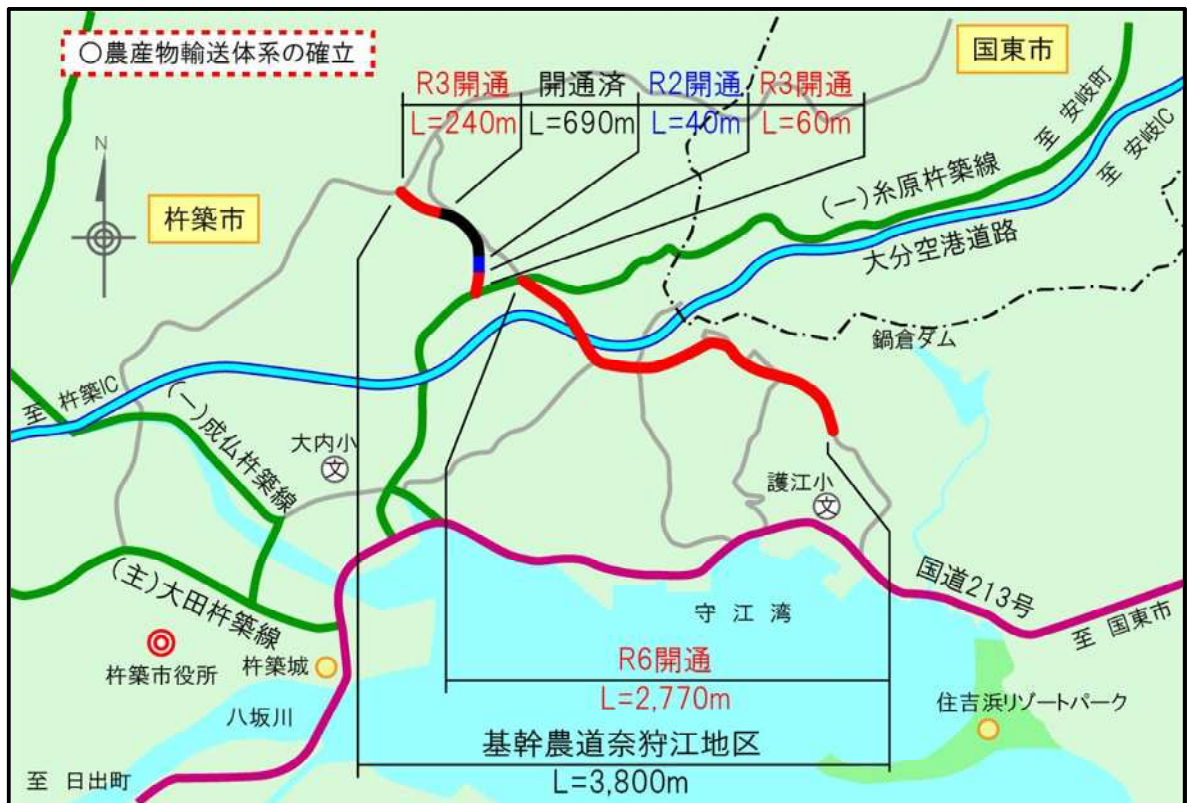 〇農産物輸送体系の確立
国東市
R3開通
開通済
R2開通
R3開通
L=240m
L=690m
L=40m
L=60m
至 安岐町
至 安岐IC
N
杵築市
(一)糸原杵築線
大分空港道路
鍋倉ダム
至 杵築IC
(一)成仏杵築線
大内小
文
護江小
文
国道213号
(主)大田杵築線
守江湾
至 国東市
杵築市役所
杵築城
R6開通
L=2,770m
八坂川
住吉浜リゾートパーク
基幹農道奈狩江地区
L=3,800m
至 日出町